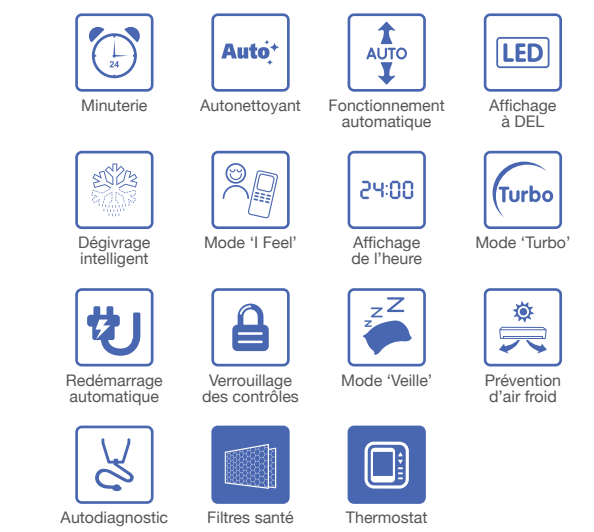 24
Minuterie
Auto
Autonettoyant
AUTO
Fonctionnement
automatique
LED
Affichage
à DEL
Dégivrage
intelligent
Mode ‘I Feel’
24:00
Affichage
de l’heure
Turbo
Mode ‘Turbo’
Redémarrage
automatique
Verrouillage
des contrôles
z Z Z
Mode ‘Veille’
Prévention
d’air froid
Autodiagnostic
Filtres santé
Thermostat